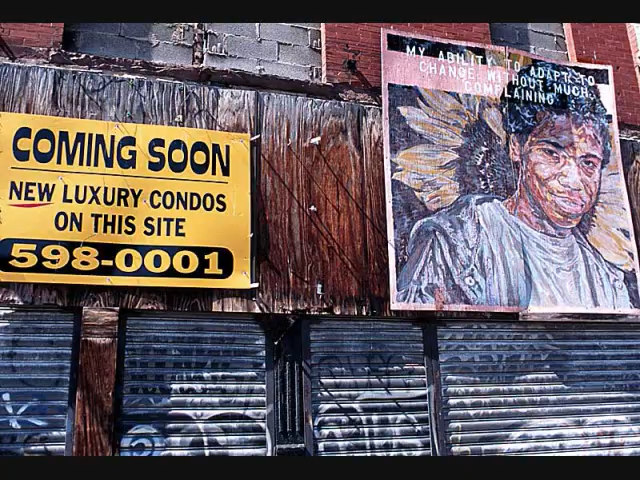 COMING SOON
NEW LUXURY CONDOS
ON THIS SITE
598-0001
MY ABILITY TO ADAPT TO
CHANGE WITHOUT MUCH
COMPLAINING